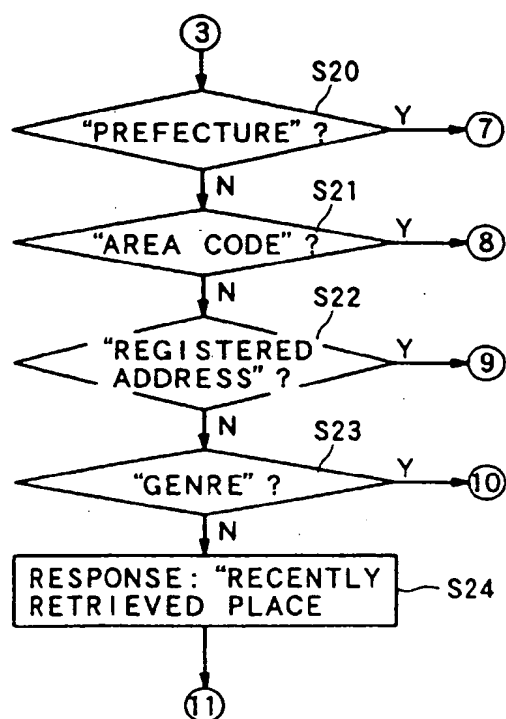 3
S20
"PREFECTURE" ?
Y
7
N
S21
"AREA CODE" ?
Y
8
N
S22
"REGISTERED
ADDRESS" ?
Y
9
N
S23
"GENRE" ?
Y
10
N
RESPONSE: "RECENTLY
RETRIEVED PLACE
S24
11